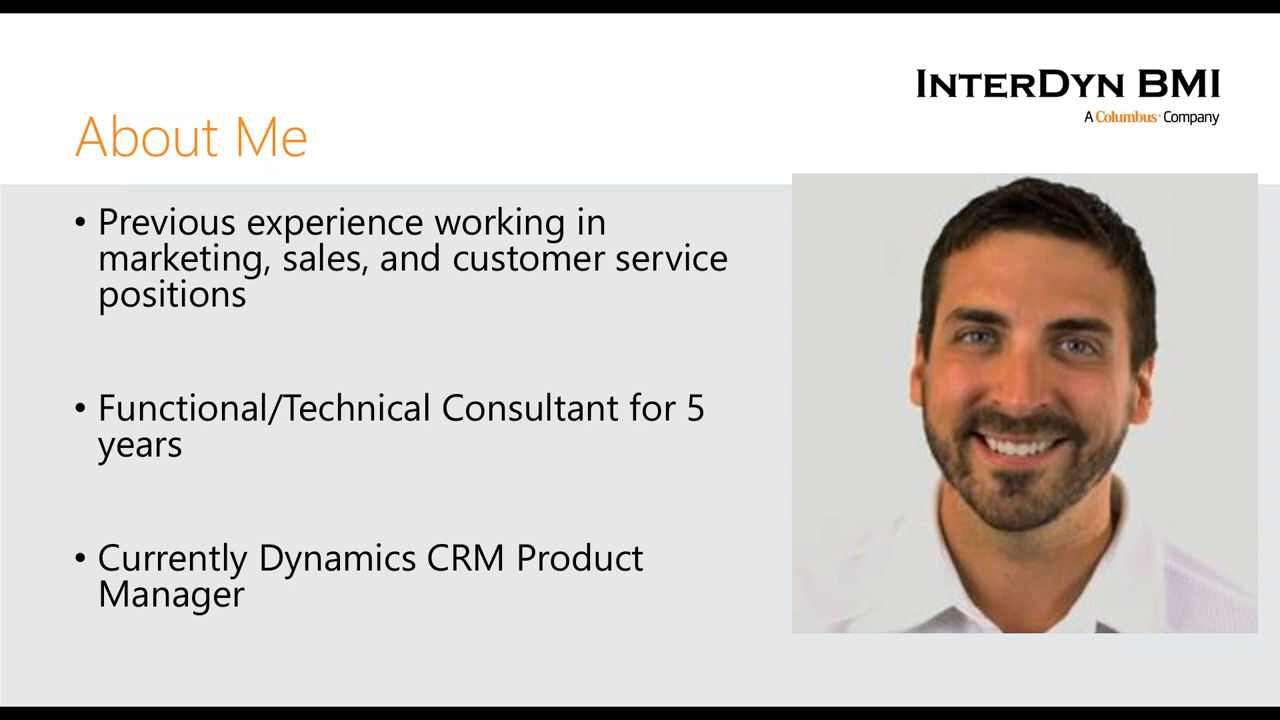 INTERDYN BMI
A Columbus Company
About Me
• Previous experience working in
marketing, sales, and customer service
positions
• Functional/Technical Consultant for 5
years
• Currently Dynamics CRM Product
Manager